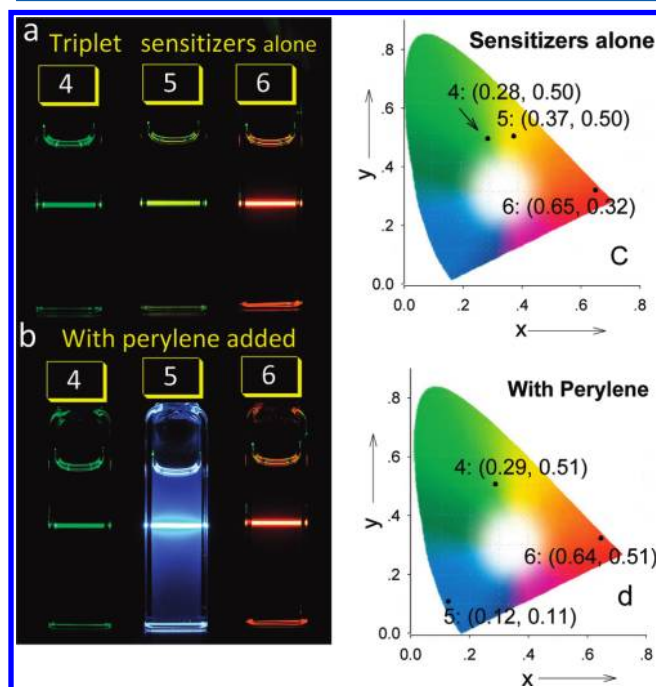 a
Triplet sensitizers alone
4 5 6
b
With perylene added
4 5 6
Sensitizers alone
.8
.6
.4
.2
0.0
y
4: (0.28, 0.50)
5: (0.37, 0.50)
6: (0.65, 0.32)
C
0.0 .2 .4 .6 .8
x
With Perylene
.8
.6
.4
.2
0.0
y
4: (0.29, 0.51)
6: (0.64, 0.51)
5: (0.12, 0.11)
d
0.0 .2 .4 .6 .8
x